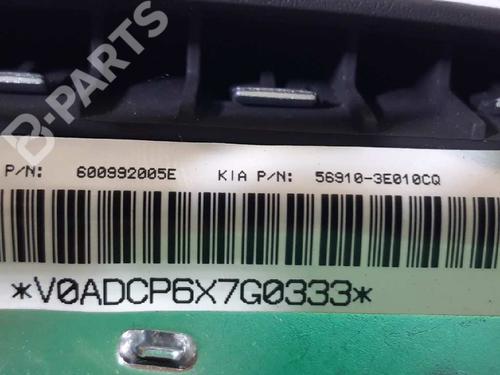 B-PARTS
P/N: 600992005E KIA P/N: 56910-3E010CQ
*V0ADCP6X7G0333*